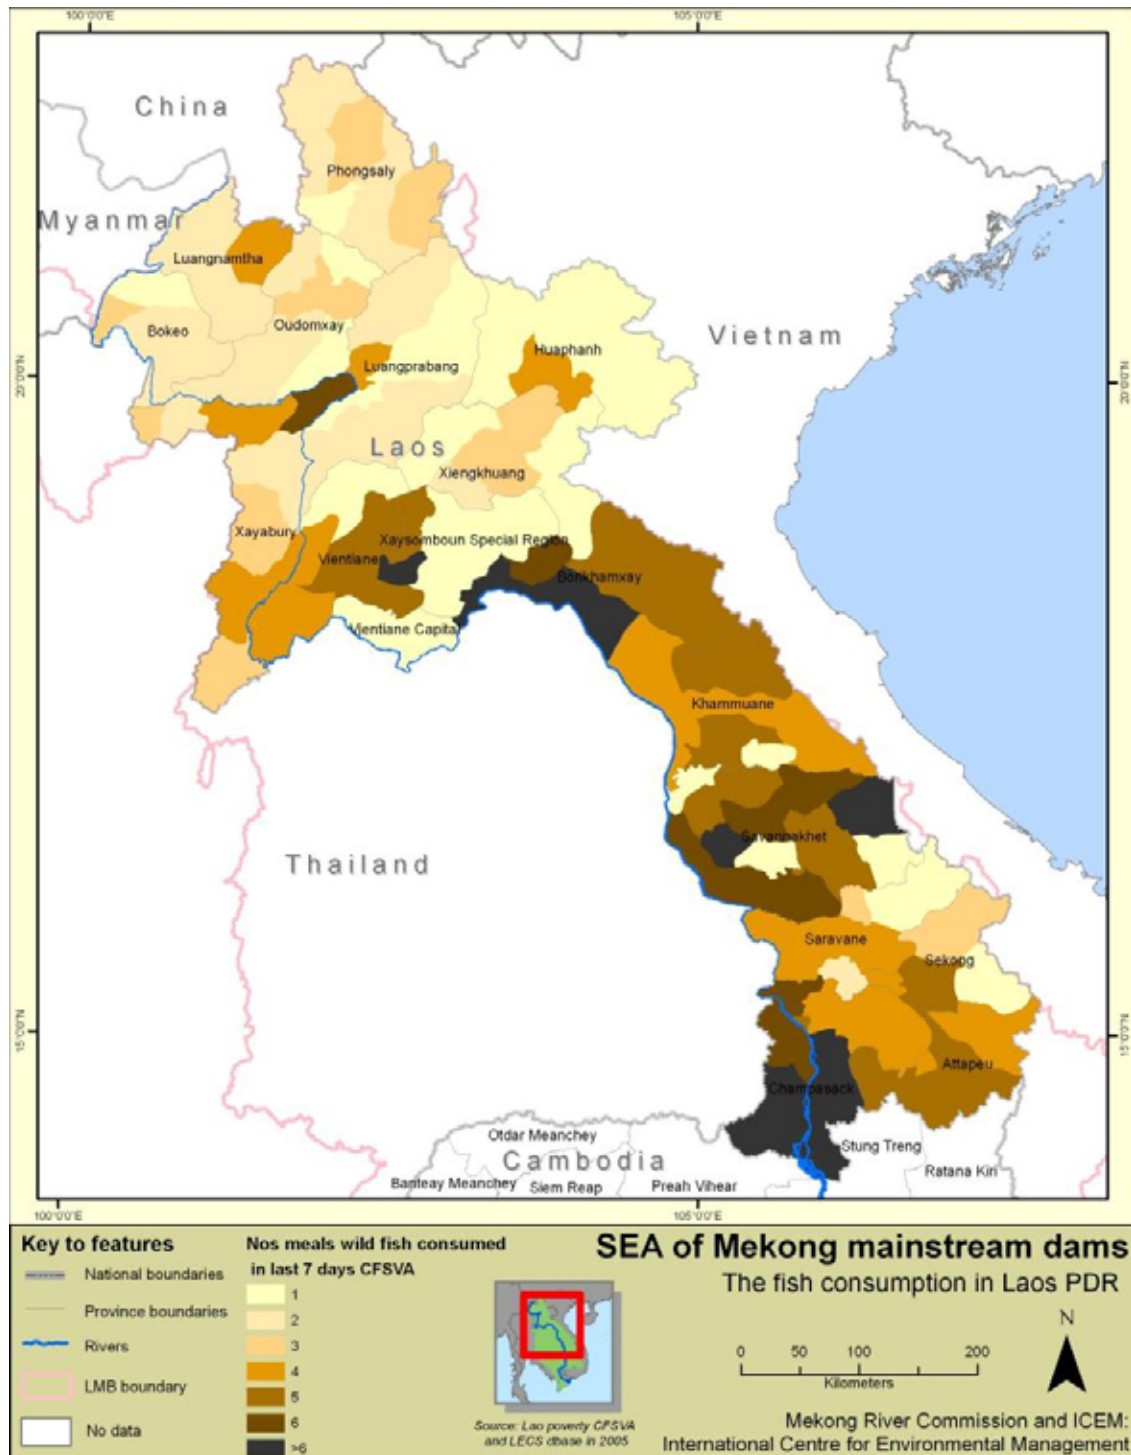 100°0'0"E 105°0'0"E
China
Phongsaly
Myanmar
Luangnamtha
Vietnam
Bokeo
Oudomxay
Huaphanh
Luangprabang
20°0'0"N 20°0'0"N
Laos
Xiengkhuang
Xayabury
Xaysomboun Special Region
Vientiane
Borikhamxay
Vientiane Capital
Khammuane
Savannakhet
Thailand
Saravane
Sekong
15°0'0"N 15°0'0"N
Attapeu
Champasack
Otdar Meanchey
Stung Treng
Cambodia
Ratana Kiri
Banteay Meanchey
Siem Reap
Preah Vihear
100°0'0"E 105°0'0"E
Key to features
National boundaries
Province boundaries
Rivers
LMB boundary
No data
Nos meals wild fish consumed
in last 7 days CFSVA
1
2
3
4
5
6
>6
Source: Lao poverty CFSVA
and LECS dbase in 2005
SEA of Mekong mainstream dams
The fish consumption in Laos PDR
N
0 50 100 200
Kilometers
Mekong River Commission and ICEM:
International Centre for Environmental Management